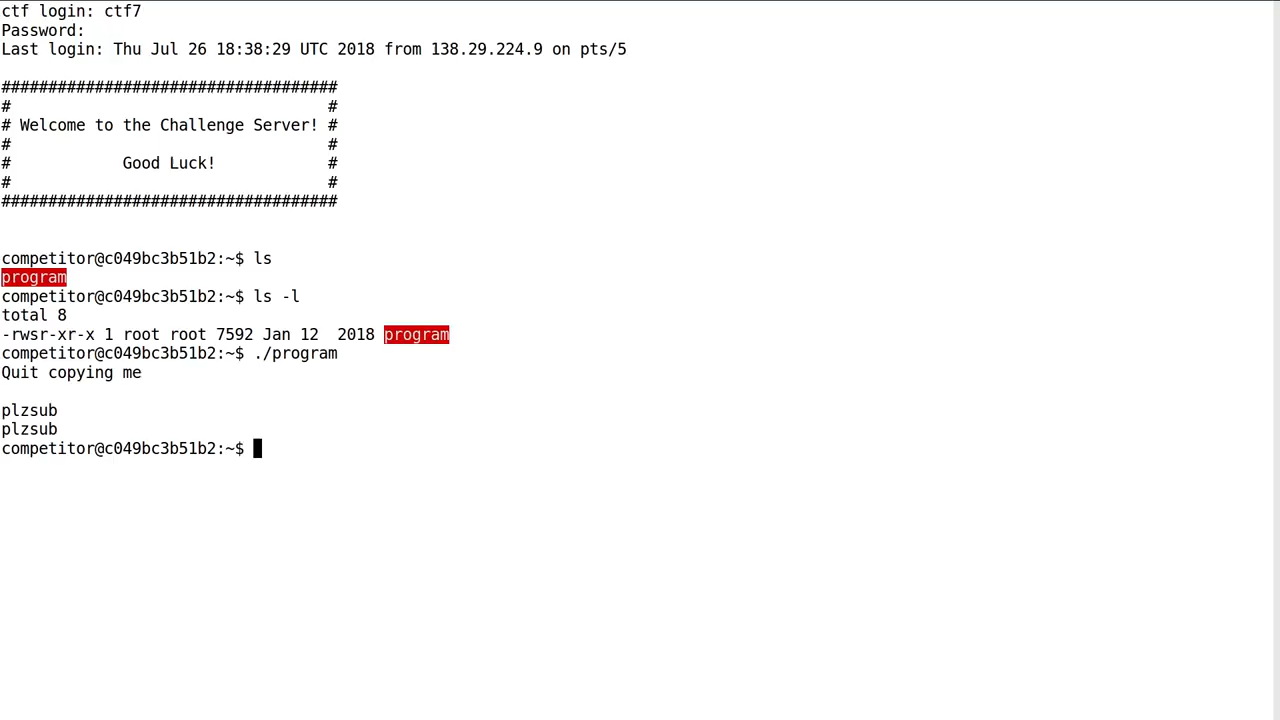 ctf login: ctf7
Password:
Last login: Thu Jul 26 18:38:29 UTC 2018 from 138.29.224.9 on pts/5
####################################
#                                  #
# Welcome to the Challenge Server! #
#                                  #
#            Good Luck!            #
#                                  #
####################################
competitor@c049bc3b51b2:~$ ls
program
competitor@c049bc3b51b2:~$ ls -l
total 8
-rwsr-xr-x 1 root root 7592 Jan 12  2018 program
competitor@c049bc3b51b2:~$ ./program
Quit copying me
plzsub
plzsub
competitor@c049bc3b51b2:~$